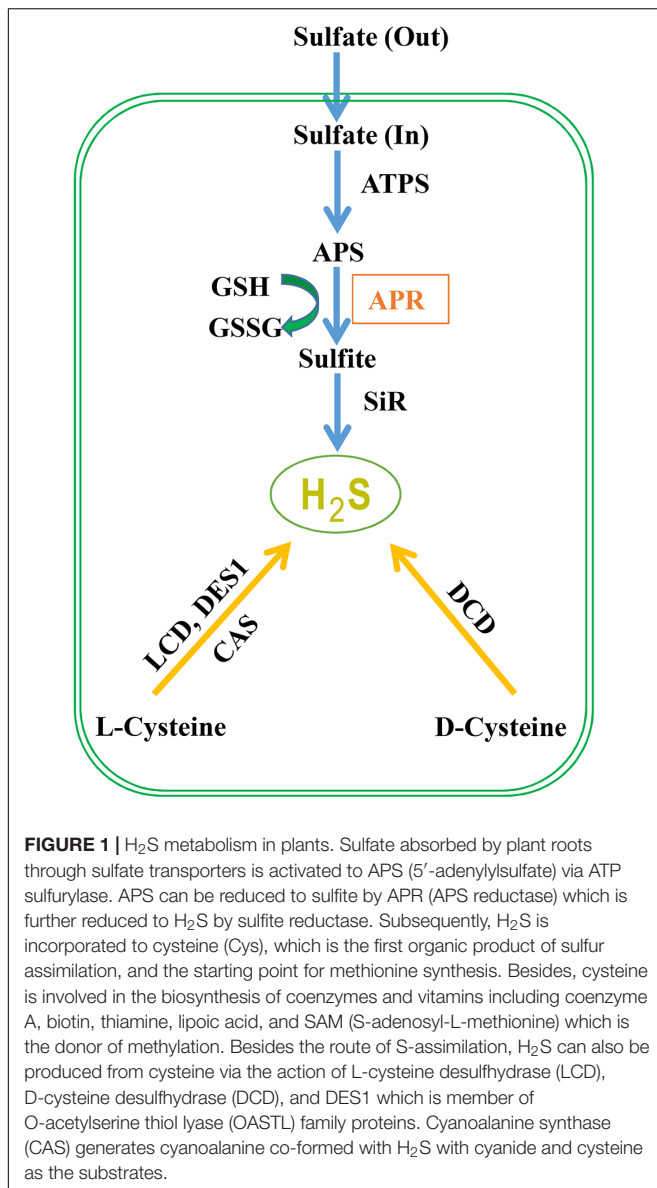 Sulfate (Out)
Sulfate (In)
ATPS
APS
GSH
APR
GSSG
Sulfite
SiR
H₂S
LCD, DES1
CAS
DCD
L-Cysteine
D-Cysteine
FIGURE 1 | H₂S metabolism in plants. Sulfate absorbed by plant roots
through sulfate transporters is activated to APS (5′-adenylylsulfate) via ATP
sulfurylase. APS can be reduced to sulfite by APR (APS reductase) which is
further reduced to H₂S by sulfite reductase. Subsequently, H₂S is
incorporated to cysteine (Cys), which is the first organic product of sulfur
assimilation, and the starting point for methionine synthesis. Besides, cysteine
is involved in the biosynthesis of coenzymes and vitamins including coenzyme
A, biotin, thiamine, lipoic acid, and SAM (S-adenosyl-L-methionine) which is
the donor of methylation. Besides the route of S-assimilation, H₂S can also be
produced from cysteine via the action of L-cysteine desulfhydrase (LCD),
D-cysteine desulfhydrase (DCD), and DES1 which is member of
O-acetylserine thiol lyase (OASTL) family proteins. Cyanoalanine synthase
(CAS) generates cyanoalanine co-formed with H₂S with cyanide and cysteine
as the substrates.